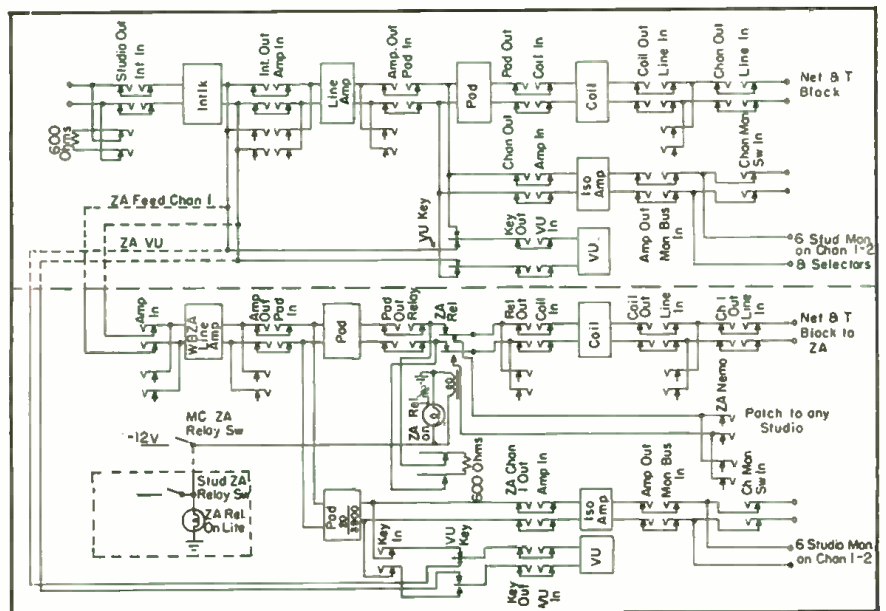 Studio Out
Int In
Int. Out
Amp In
Amp. Out
Pad In
Pad Out
Coil In
Coil Out
Line In
Chan Out
Line In
Intlk
Line Amp
Pad
Coil
Net & T
Block
600
Ohms
Chan Out
Amp In
Iso Amp
Chan Mon
Sw In
ZA Feed Chan 1
ZA VU
VU Key
Key Out
VU In
VU
Amp Out
Mon Bus
In
6 Stud Mon
on Chan 1-2
8 Selectors
Amp In
WBZA
Line
Amp
Amp Out
Pad In
Pad
Pad Out
Relay
ZA Rel
Rel Out
Coil In
Coil
Coil Out
Line In
Ch 1 Out
Line In
Net & T
Block to
ZA
MC ZA
Relay Sw
-12V
ZA Rel
on
600 Ohms
ZA Nemo
Patch to any
Studio
Stud ZA
Relay Sw
ZA Rel.
On Lite
Pad
20
3900
Key In
VU Key
ZA Chan
1 Out
Amp In
Iso Amp
Amp Out
Mon Bus
In
Ch Mon
Sw In
VU
Key Out
VU In
6 Studio Mon
on Chan 1-2